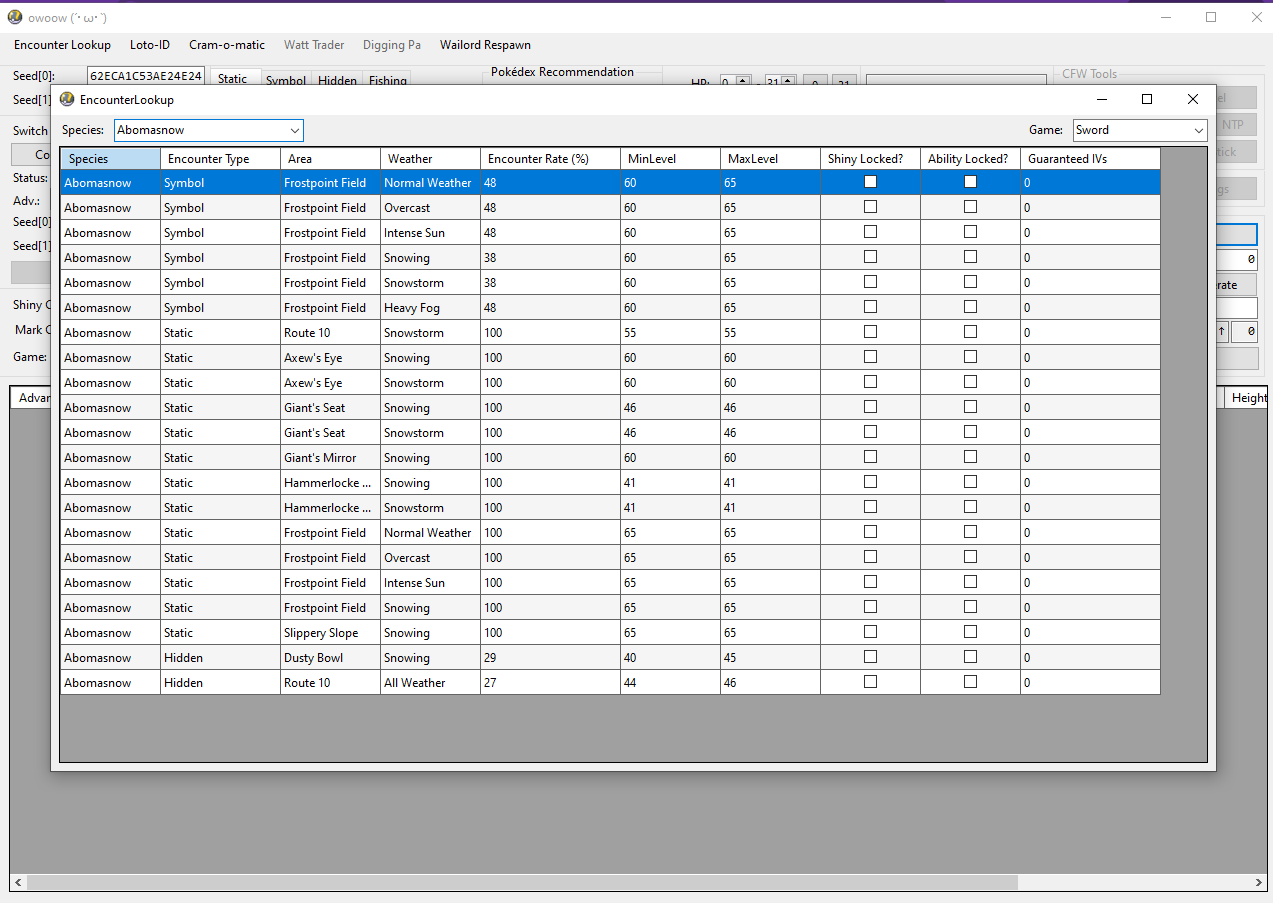 owoow (´･ω･`)
Encounter Lookup Loto-ID Cram-o-matic Watt Trader Digging Pa Wailord Respawn
Seed[0]: 62ECA1C53AE24E24 Static Symbol Hidden Fishing Pokédex Recommendation HP: 0 31 0 31 CFW Tools
Seed[1]
EncounterLookup
Switch
Species: Abomasnow Game: Sword
NTP
Co
Status:
Adv.:
Seed[0]
Seed[1]
Shiny
Mark
Game:
Species Encounter Type Area Weather Encounter Rate (%) MinLevel MaxLevel Shiny Locked? Ability Locked? Guaranteed IVs
Abomasnow Symbol Frostpoint Field Normal Weather 48 60 65 0
Abomasnow Symbol Frostpoint Field Overcast 48 60 65 0
Abomasnow Symbol Frostpoint Field Intense Sun 48 60 65 0
Abomasnow Symbol Frostpoint Field Snowing 38 60 65 0
Abomasnow Symbol Frostpoint Field Snowstorm 38 60 65 0
Abomasnow Symbol Frostpoint Field Heavy Fog 48 60 65 0
Abomasnow Static Route 10 Snowstorm 100 55 55 0
Abomasnow Static Axew's Eye Snowing 100 60 60 0
Abomasnow Static Axew's Eye Snowstorm 100 60 60 0
Abomasnow Static Giant's Seat Snowing 100 46 46 0
Abomasnow Static Giant's Seat Snowstorm 100 46 46 0
Abomasnow Static Giant's Mirror Snowing 100 60 60 0
Abomasnow Static Hammerlocke ... Snowing 100 41 41 0
Abomasnow Static Hammerlocke ... Snowstorm 100 41 41 0
Abomasnow Static Frostpoint Field Normal Weather 100 65 65 0
Abomasnow Static Frostpoint Field Overcast 100 65 65 0
Abomasnow Static Frostpoint Field Intense Sun 100 65 65 0
Abomasnow Static Frostpoint Field Snowing 100 65 65 0
Abomasnow Static Slippery Slope Snowing 100 65 65 0
Abomasnow Hidden Dusty Bowl Snowing 29 40 45 0
Abomasnow Hidden Route 10 All Weather 27 44 46 0
0
rate
↑ 0
Advan
Height